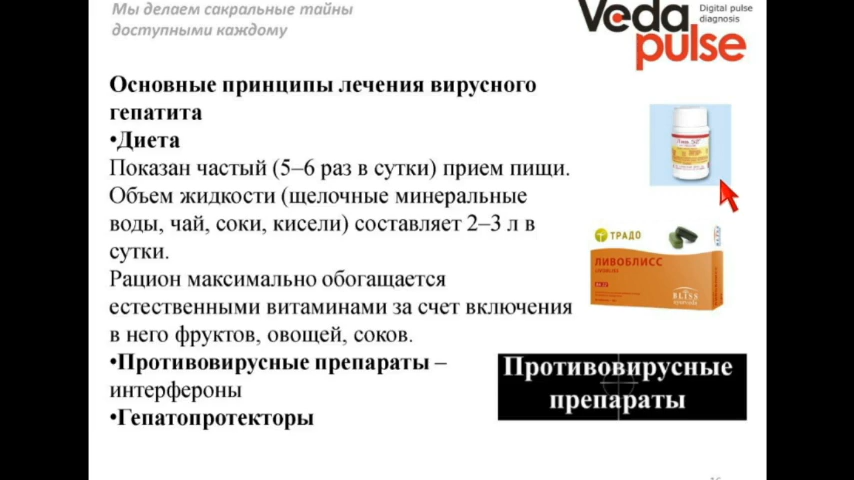 Мы делаем сакральные тайны
доступными каждому
Veda
pulse
Digital pulse
diagnosis
Основные принципы лечения вирусного
гепатита
•Диета
Показан частый (5–6 раз в сутки) прием пищи.
Объем жидкости (щелочные минеральные
воды, чай, соки, кисели) составляет 2–3 л в
сутки.
Рацион максимально обогащается
естественными витаминами за счет включения
в него фруктов, овощей, соков.
•Противовирусные препараты –
интерфероны
•Гепатопротекторы
ТРАДО
ЛИВОБЛИСС
BLISS
Противовирусные
препараты